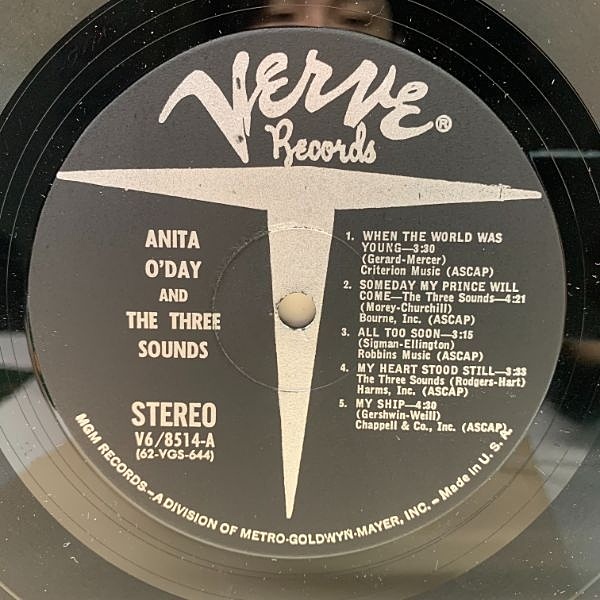 Verve®
Records
ANITA
O'DAY
AND
THE THREE
SOUNDS
STEREO
V6/8514-A
(62-VGS-644)
1. WHEN THE WORLD WAS
YOUNG—3:30
(Gerard-Mercer)
Criterion Music (ASCAP)
2. SOMEDAY MY PRINCE WILL
COME—The Three Sounds—4:21
(Morey-Churchill)
Bourne, Inc. (ASCAP)
3. ALL TOO SOON—3:15
(Sigman-Ellington)
Robbins Music (ASCAP)
4. MY HEART STOOD STILL—3:33
The Three Sounds (Rodgers-Hart)
Harms, Inc. (ASCAP)
5. MY SHIP—4:30
(Gershwin-Weill)
Chappell & Co., Inc. (ASCAP)
MGM RECORDS—A DIVISION OF METRO-GOLDWYN-MAYER, INC. – Made in U. S. A.